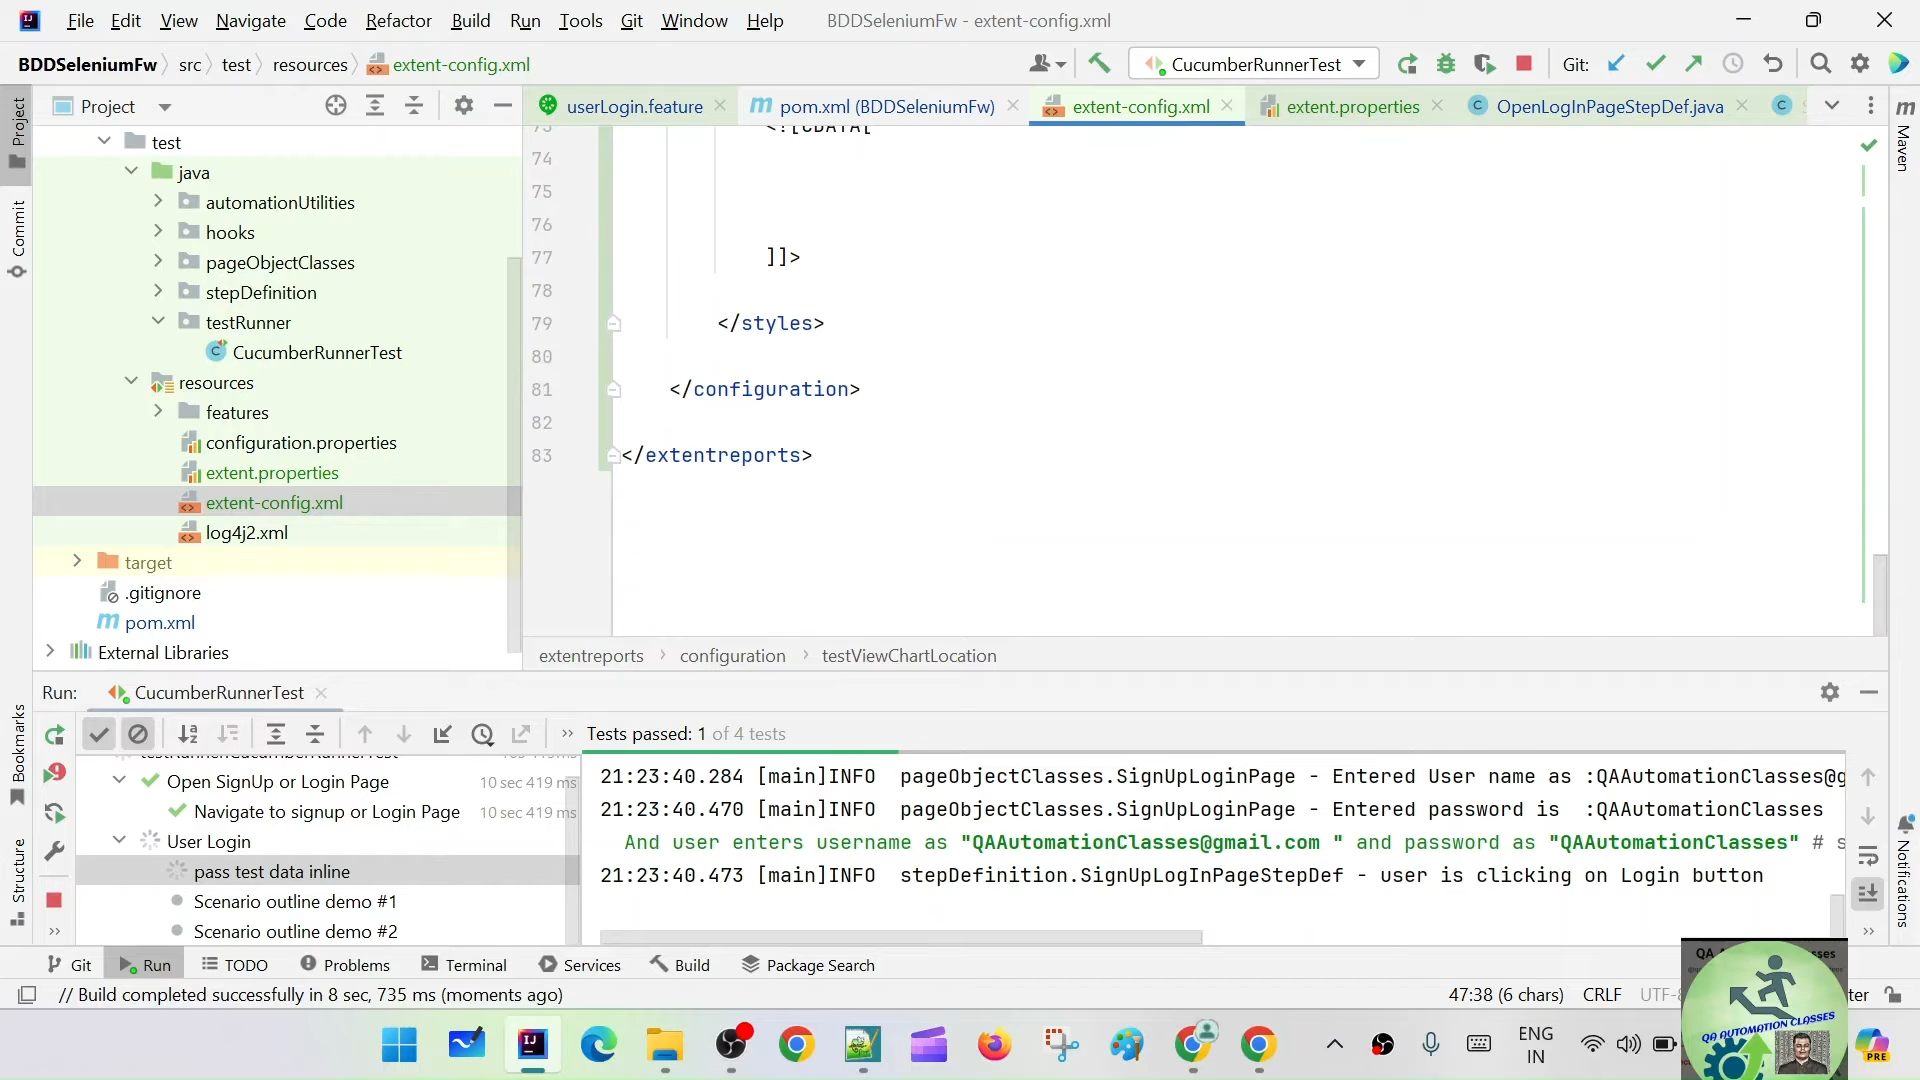 File Edit View Navigate Code Refactor Build Run Tools Git Window Help BDDSeleniumFw - extent-config.xml
BDDSeleniumFw src test resources extent-config.xml CucumberRunnerTest Git:
Project
userLogin.feature pom.xml (BDDSeleniumFw) extent-config.xml extent.properties OpenLogInPageStepDef.java
Project
Commit
Bookmarks
Structure
Maven
Notifications
test
java
automationUtilities
hooks
pageObjectClasses
stepDefinition
testRunner
CucumberRunnerTest
resources
features
configuration.properties
extent.properties
extent-config.xml
log4j2.xml
target
.gitignore
pom.xml
External Libraries
73 <![CDATA[
74
75
76
77 ]]>
78
79 </styles>
80
81 </configuration>
82
83 </extentreports>
extentreports configuration testViewChartLocation
Run: CucumberRunnerTest
Tests passed: 1 of 4 tests
Open SignUp or Login Page 10 sec 419 ms
Navigate to signup or Login Page 10 sec 419 ms
User Login
pass test data inline
Scenario outline demo #1
Scenario outline demo #2
21:23:40.284 [main]INFO pageObjectClasses.SignUpLoginPage - Entered User name as :QAAutomationClasses@g
21:23:40.470 [main]INFO pageObjectClasses.SignUpLoginPage - Entered password is :QAAutomationClasses
And user enters username as "QAAutomationClasses@gmail.com " and password as "QAAutomationClasses" # s
21:23:40.473 [main]INFO stepDefinition.SignUpLogInPageStepDef - user is clicking on Login button
Git Run TODO Problems Terminal Services Build Package Search
// Build completed successfully in 8 sec, 735 ms (moments ago) 47:38 (6 chars) CRLF UTF-8
ENG
IN
QA AUTOMATION CLASSES
PRE